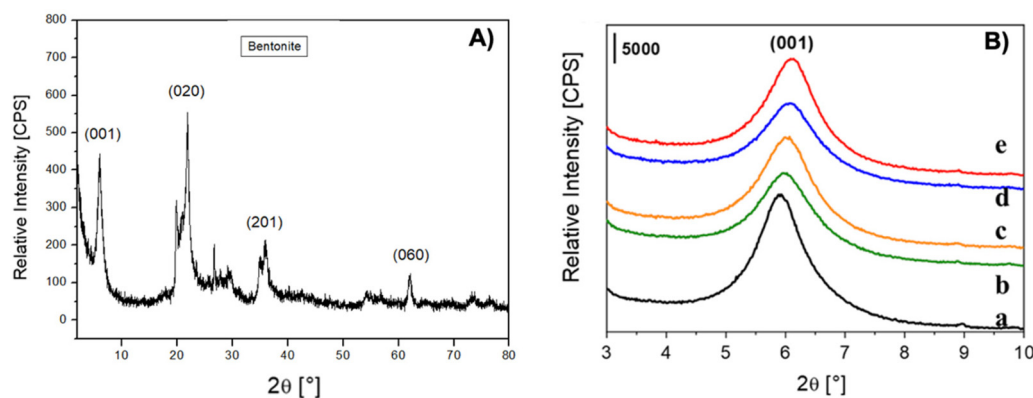 A)
Bentonite
(001)
(020)
(201)
(060)
Relative Intensity [CPS]
800
700
600
500
400
300
200
100
0
10 20 30 40 50 60 70 80
2θ [°]
B)
5000
(001)
Relative Intensity [CPS]
e
d
c
b
a
3 4 5 6 7 8 9 10
2θ [°]